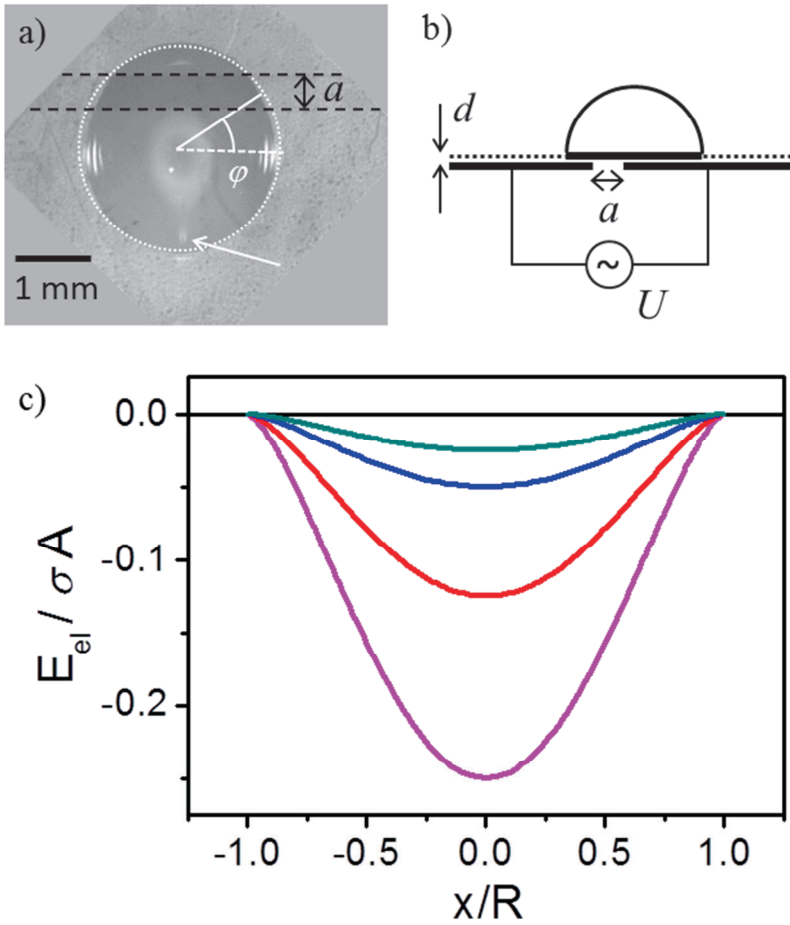 a)
a
φ
1 mm
b)
d
a
~
U
c)
0.0
-0.1
-0.2
E_el / σ A
-1.0 -0.5 0.0 0.5 1.0
x/R